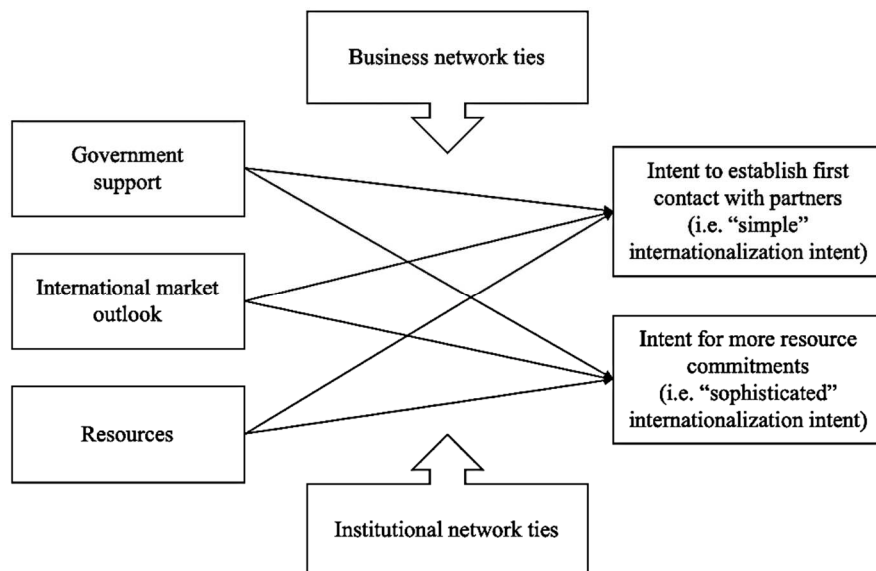 Business network ties
Government
support
International market
outlook
Resources
Intent to establish first
contact with partners
(i.e. “simple”
internationalization intent)
Intent for more resource
commitments
(i.e. “sophisticated”
internationalization intent)
Institutional network ties